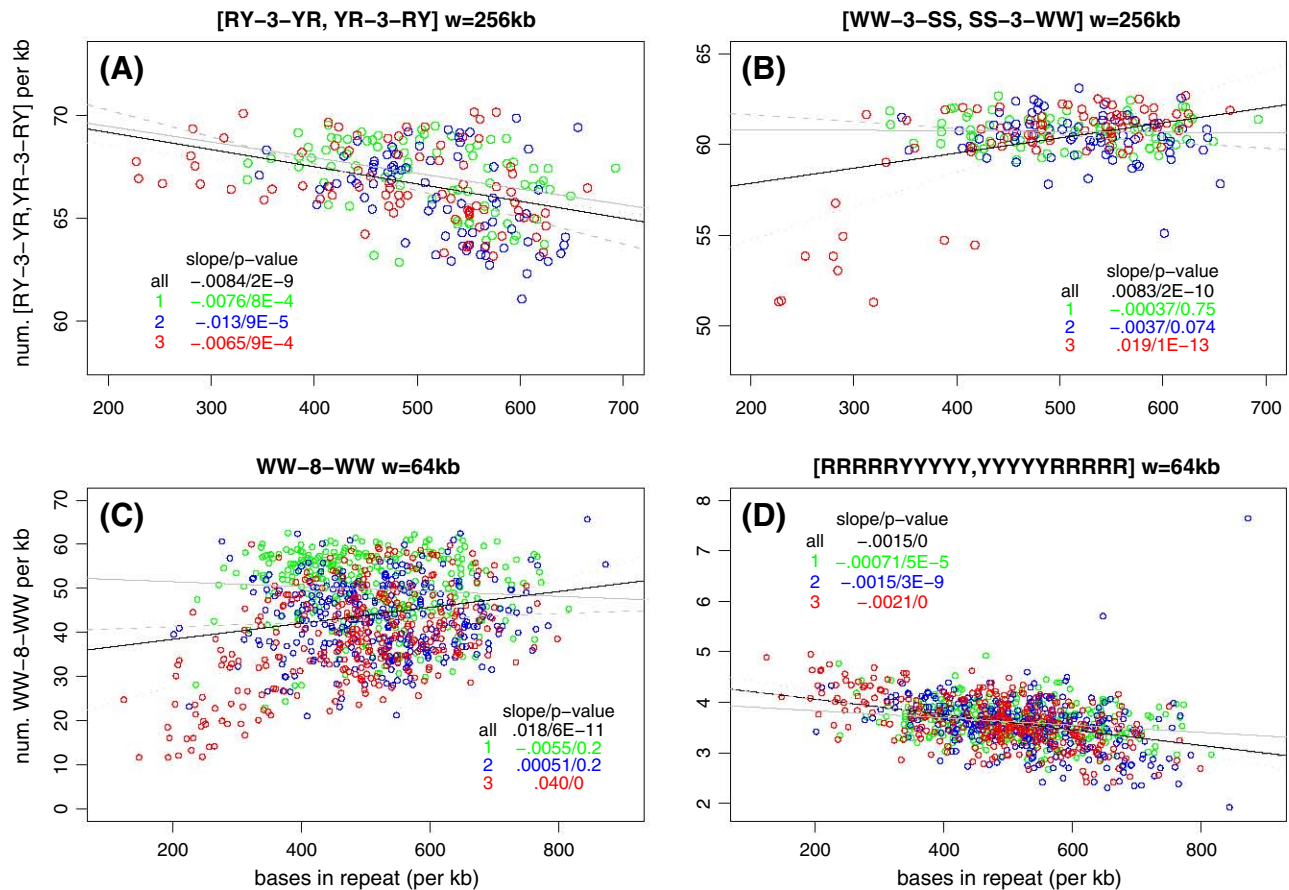 [RY−3−YR, YR−3−RY] w=256kb
(A)
num. [RY−3−YR,YR−3−RY] per kb
70
65
60
slope/p-value
all −.0084/2E−9
1 −.0076/8E−4
2 −.013/9E−5
3 −.0065/9E−4
200 300 400 500 600 700
[WW−3−SS, SS−3−WW] w=256kb
(B)
65
60
55
50
slope/p-value
all .0083/2E−10
1 −.00037/0.75
2 −.0037/0.074
3 .019/1E−13
200 300 400 500 600 700
WW−8−WW w=64kb
(C)
num. WW−8−WW per kb
70
60
50
40
30
20
10
0
slope/p-value
all .018/6E−11
1 −.0055/0.2
2 .00051/0.2
3 .040/0
200 400 600 800
bases in repeat (per kb)
[RRRRRYYYYY,YYYYYRRRRR] w=64kb
(D)
8
7
6
5
4
3
2
slope/p-value
all −.0015/0
1 −.00071/5E−5
2 −.0015/3E−9
3 −.0021/0
200 400 600 800
bases in repeat (per kb)